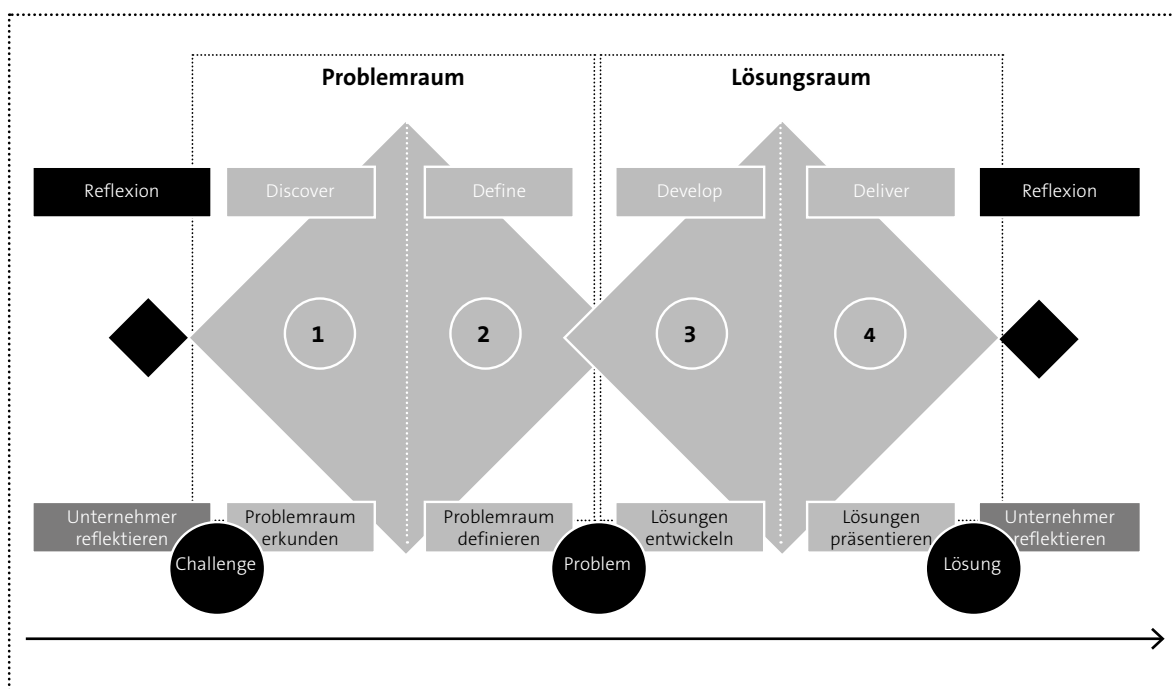 Problemraum
Lösungsraum
Reflexion
Discover
Define
Develop
Deliver
Reflexion
1
2
3
4
Unternehmer
reflektieren
Problemraum
erkunden
Problemraum
definieren
Lösungen
entwickeln
Lösungen
präsentieren
Unternehmer
reflektieren
Challenge
Problem
Lösung